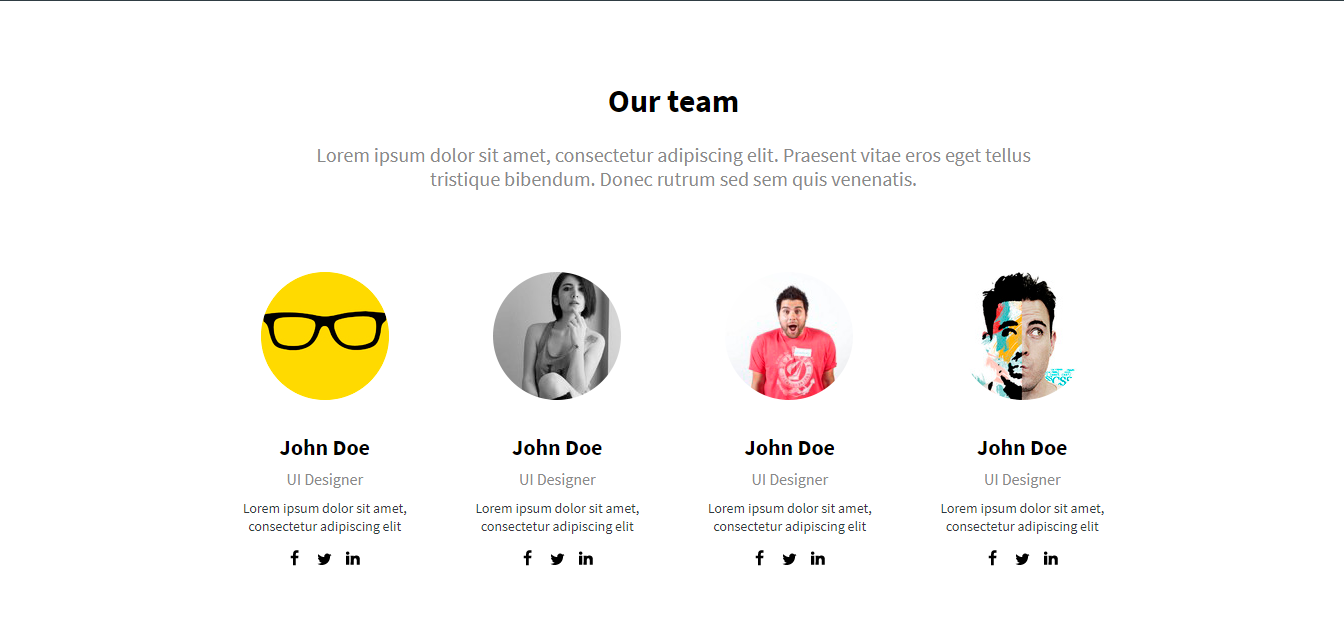 Our team
Lorem ipsum dolor sit amet, consectetur adipiscing elit. Praesent vitae eros eget tellus
tristique bibendum. Donec rutrum sed sem quis venenatis.
John Doe
UI Designer
Lorem ipsum dolor sit amet,
consectetur adipiscing elit
John Doe
UI Designer
Lorem ipsum dolor sit amet,
consectetur adipiscing elit
John Doe
UI Designer
Lorem ipsum dolor sit amet,
consectetur adipiscing elit
John Doe
UI Designer
Lorem ipsum dolor sit amet,
consectetur adipiscing elit